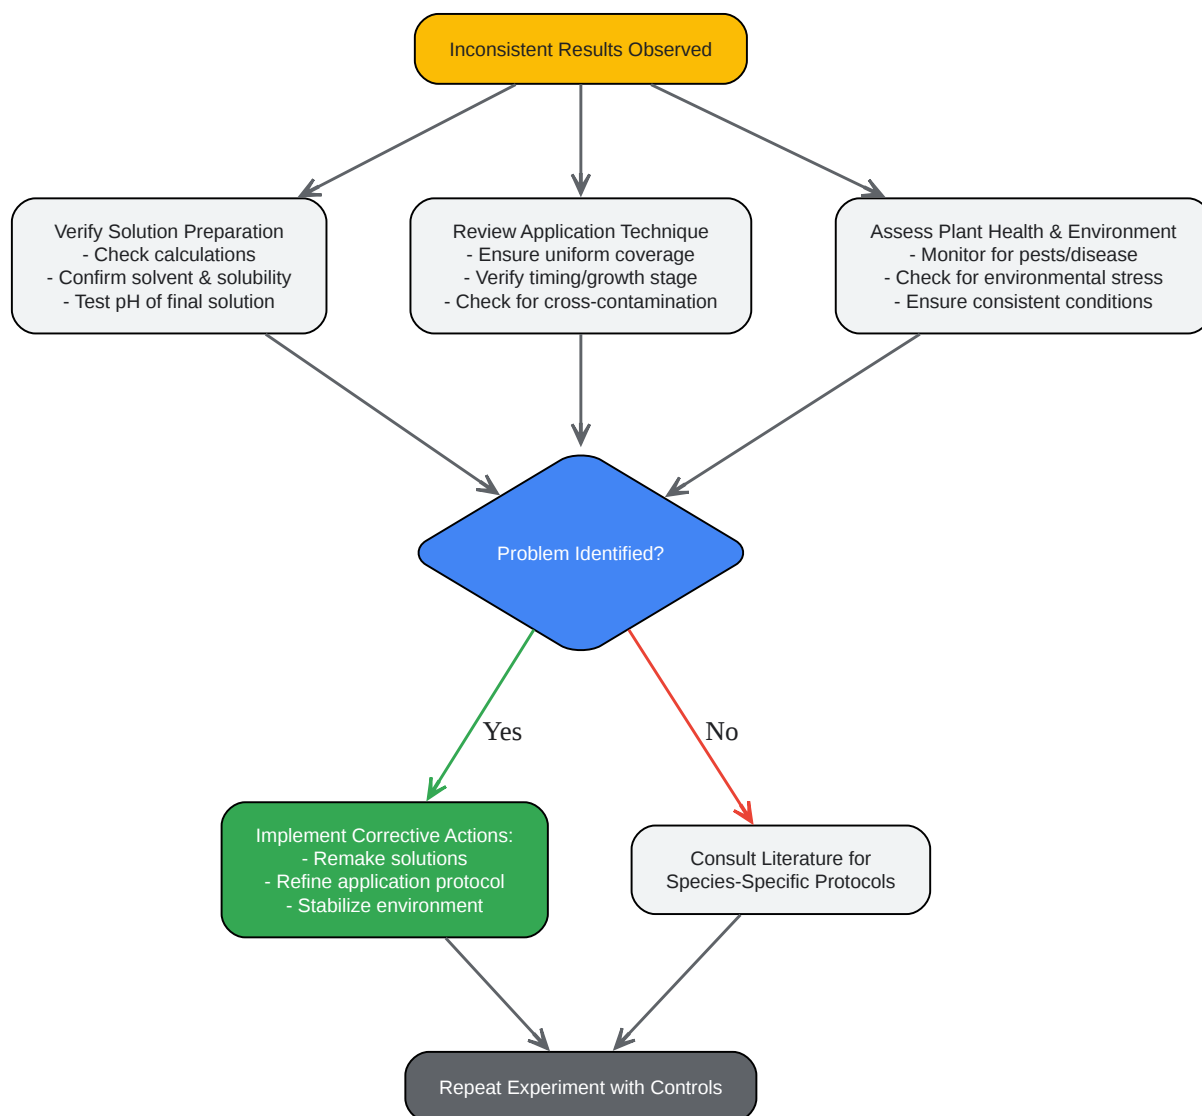 Inconsistent Results Observed
Verify Solution Preparation
- Check calculations
- Confirm solvent & solubility
- Test pH of final solution
Review Application Technique
- Ensure uniform coverage
- Verify timing/growth stage
- Check for cross-contamination
Assess Plant Health & Environment
- Monitor for pests/disease
- Check for environmental stress
- Ensure consistent conditions
Problem Identified?
Yes
No
Implement Corrective Actions:
- Remake solutions
- Refine application protocol
- Stabilize environment
Consult Literature for
Species-Specific Protocols
Repeat Experiment with Controls